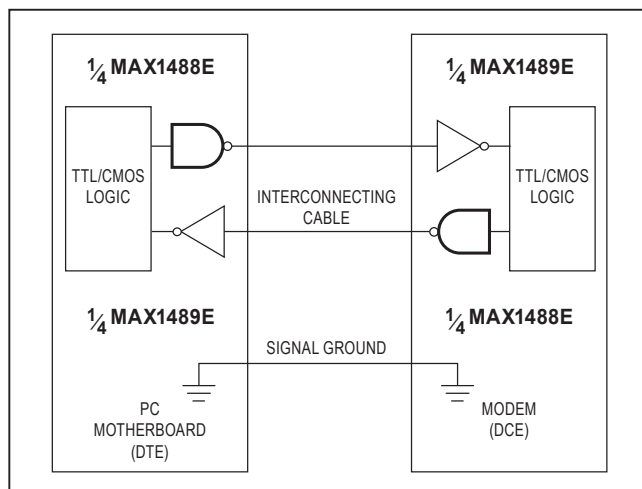 ¼ MAX1488E
TTL/CMOS
LOGIC
¼ MAX1489E
PC
MOTHERBOARD
(DTE)
INTERCONNECTING
CABLE
SIGNAL GROUND
¼ MAX1489E
TTL/CMOS
LOGIC
¼ MAX1488E
MODEM
(DCE)